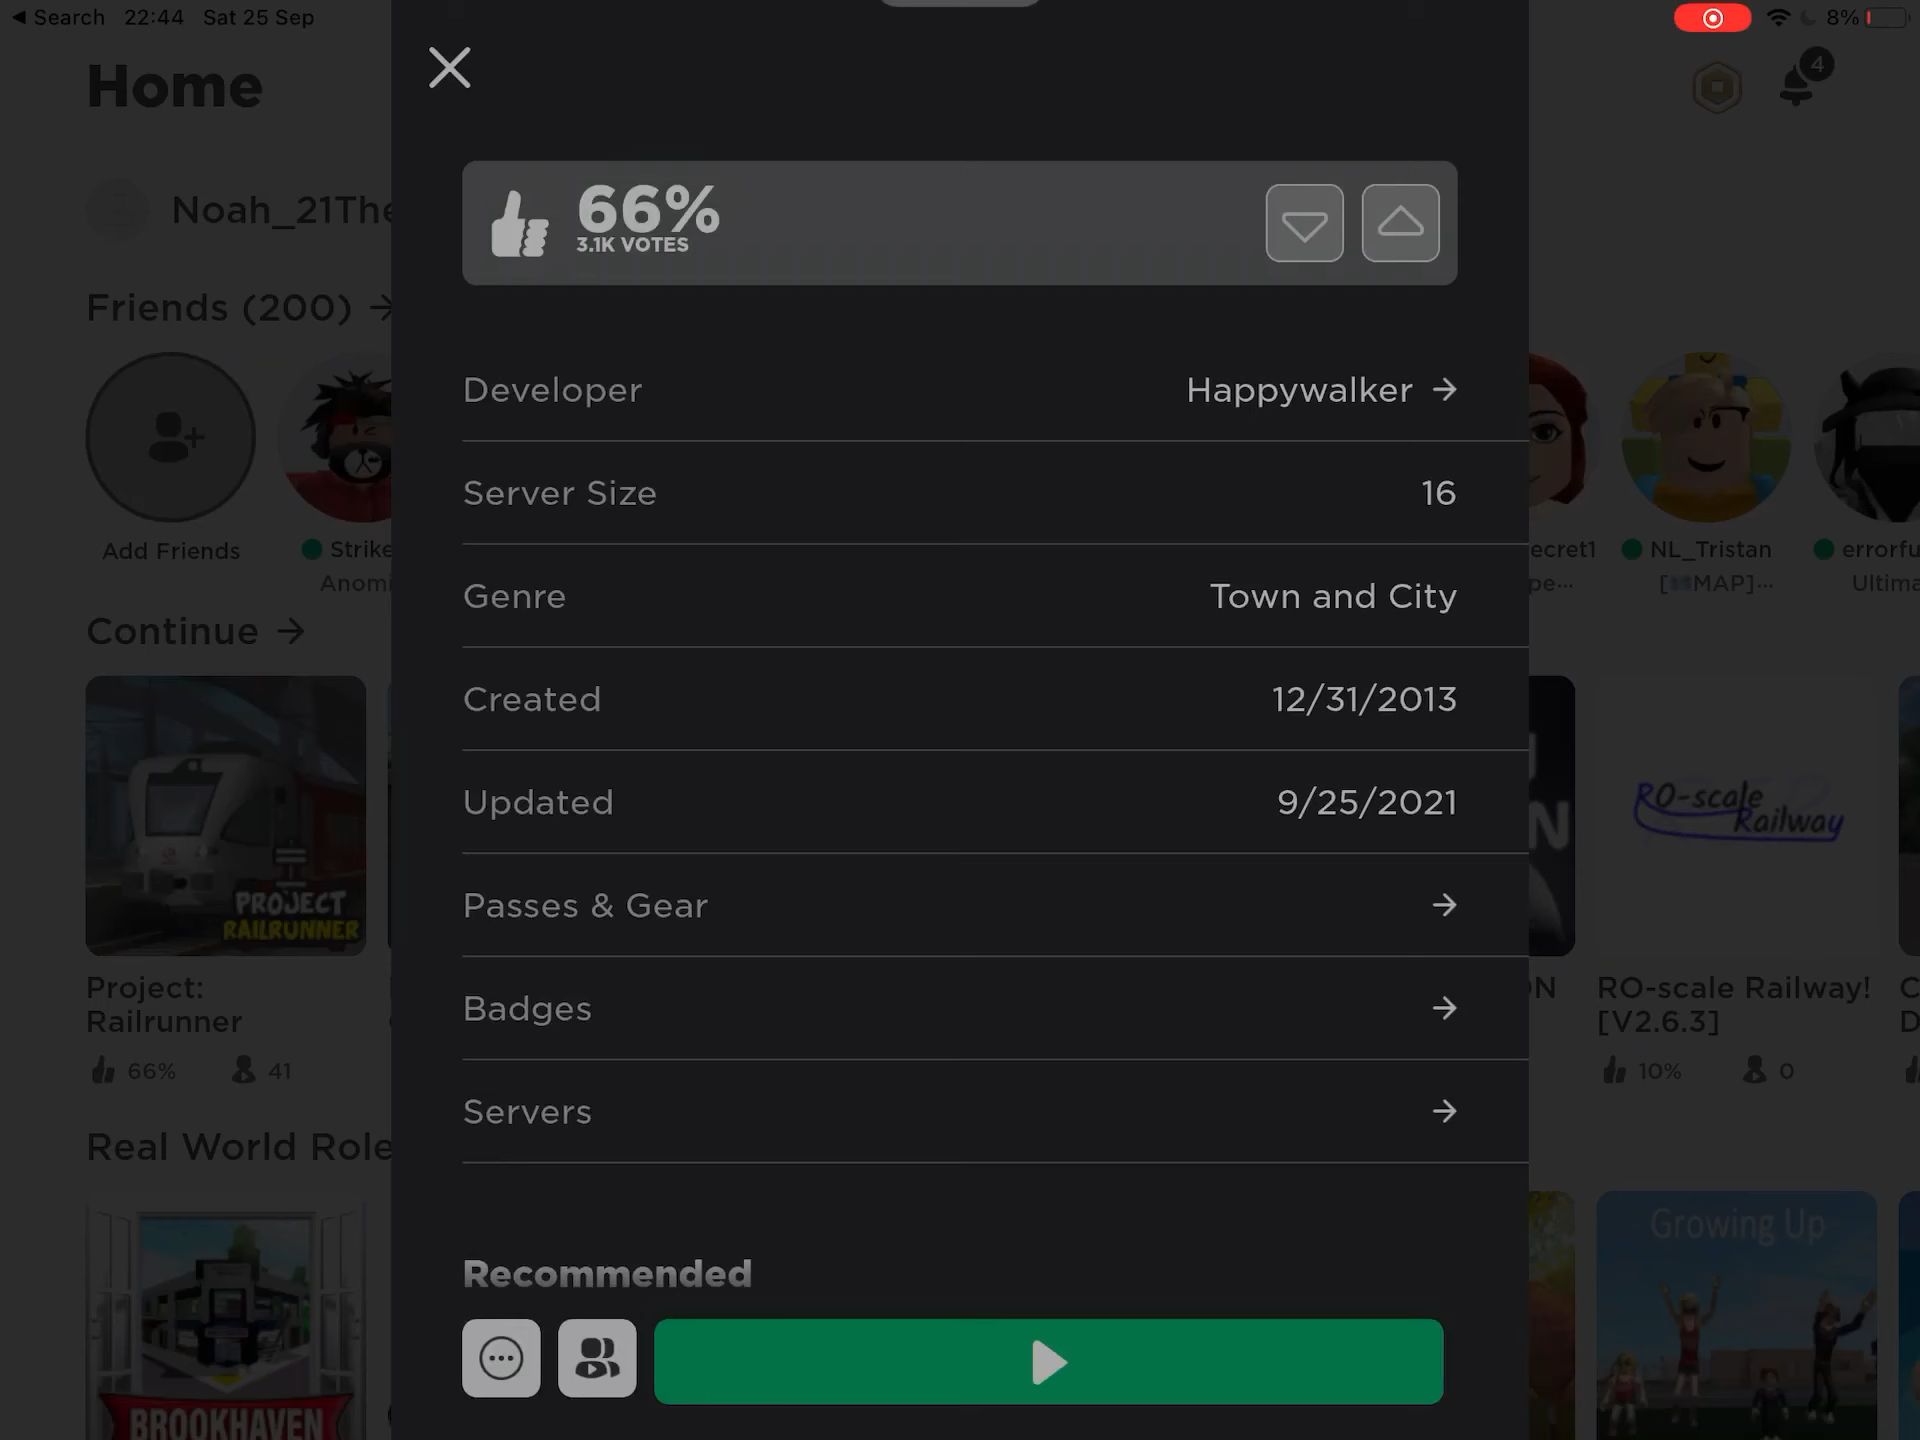 Search 22:44 Sat 25 Sep
8%
Home
4
Noah_21The
66%
3.1K VOTES
Friends (200)
Developer
Happywalker
Server Size
16
Add Friends
Strike
Anomi
ecret1
pe...
NL_Tristan
MAP]...
errorfu
Ultima
Genre
Town and City
Continue
Created
12/31/2013
Updated
9/25/2021
PROJECT
RAILRUNNER
N
RO-scale
Railway
Passes & Gear
Project:
Railrunner
66%
41
Badges
ON
RO-scale Railway!
[V2.6.3]
10%
0
C
D
Servers
Real World Role
Recommended
Growing Up
BROOKHAVEN